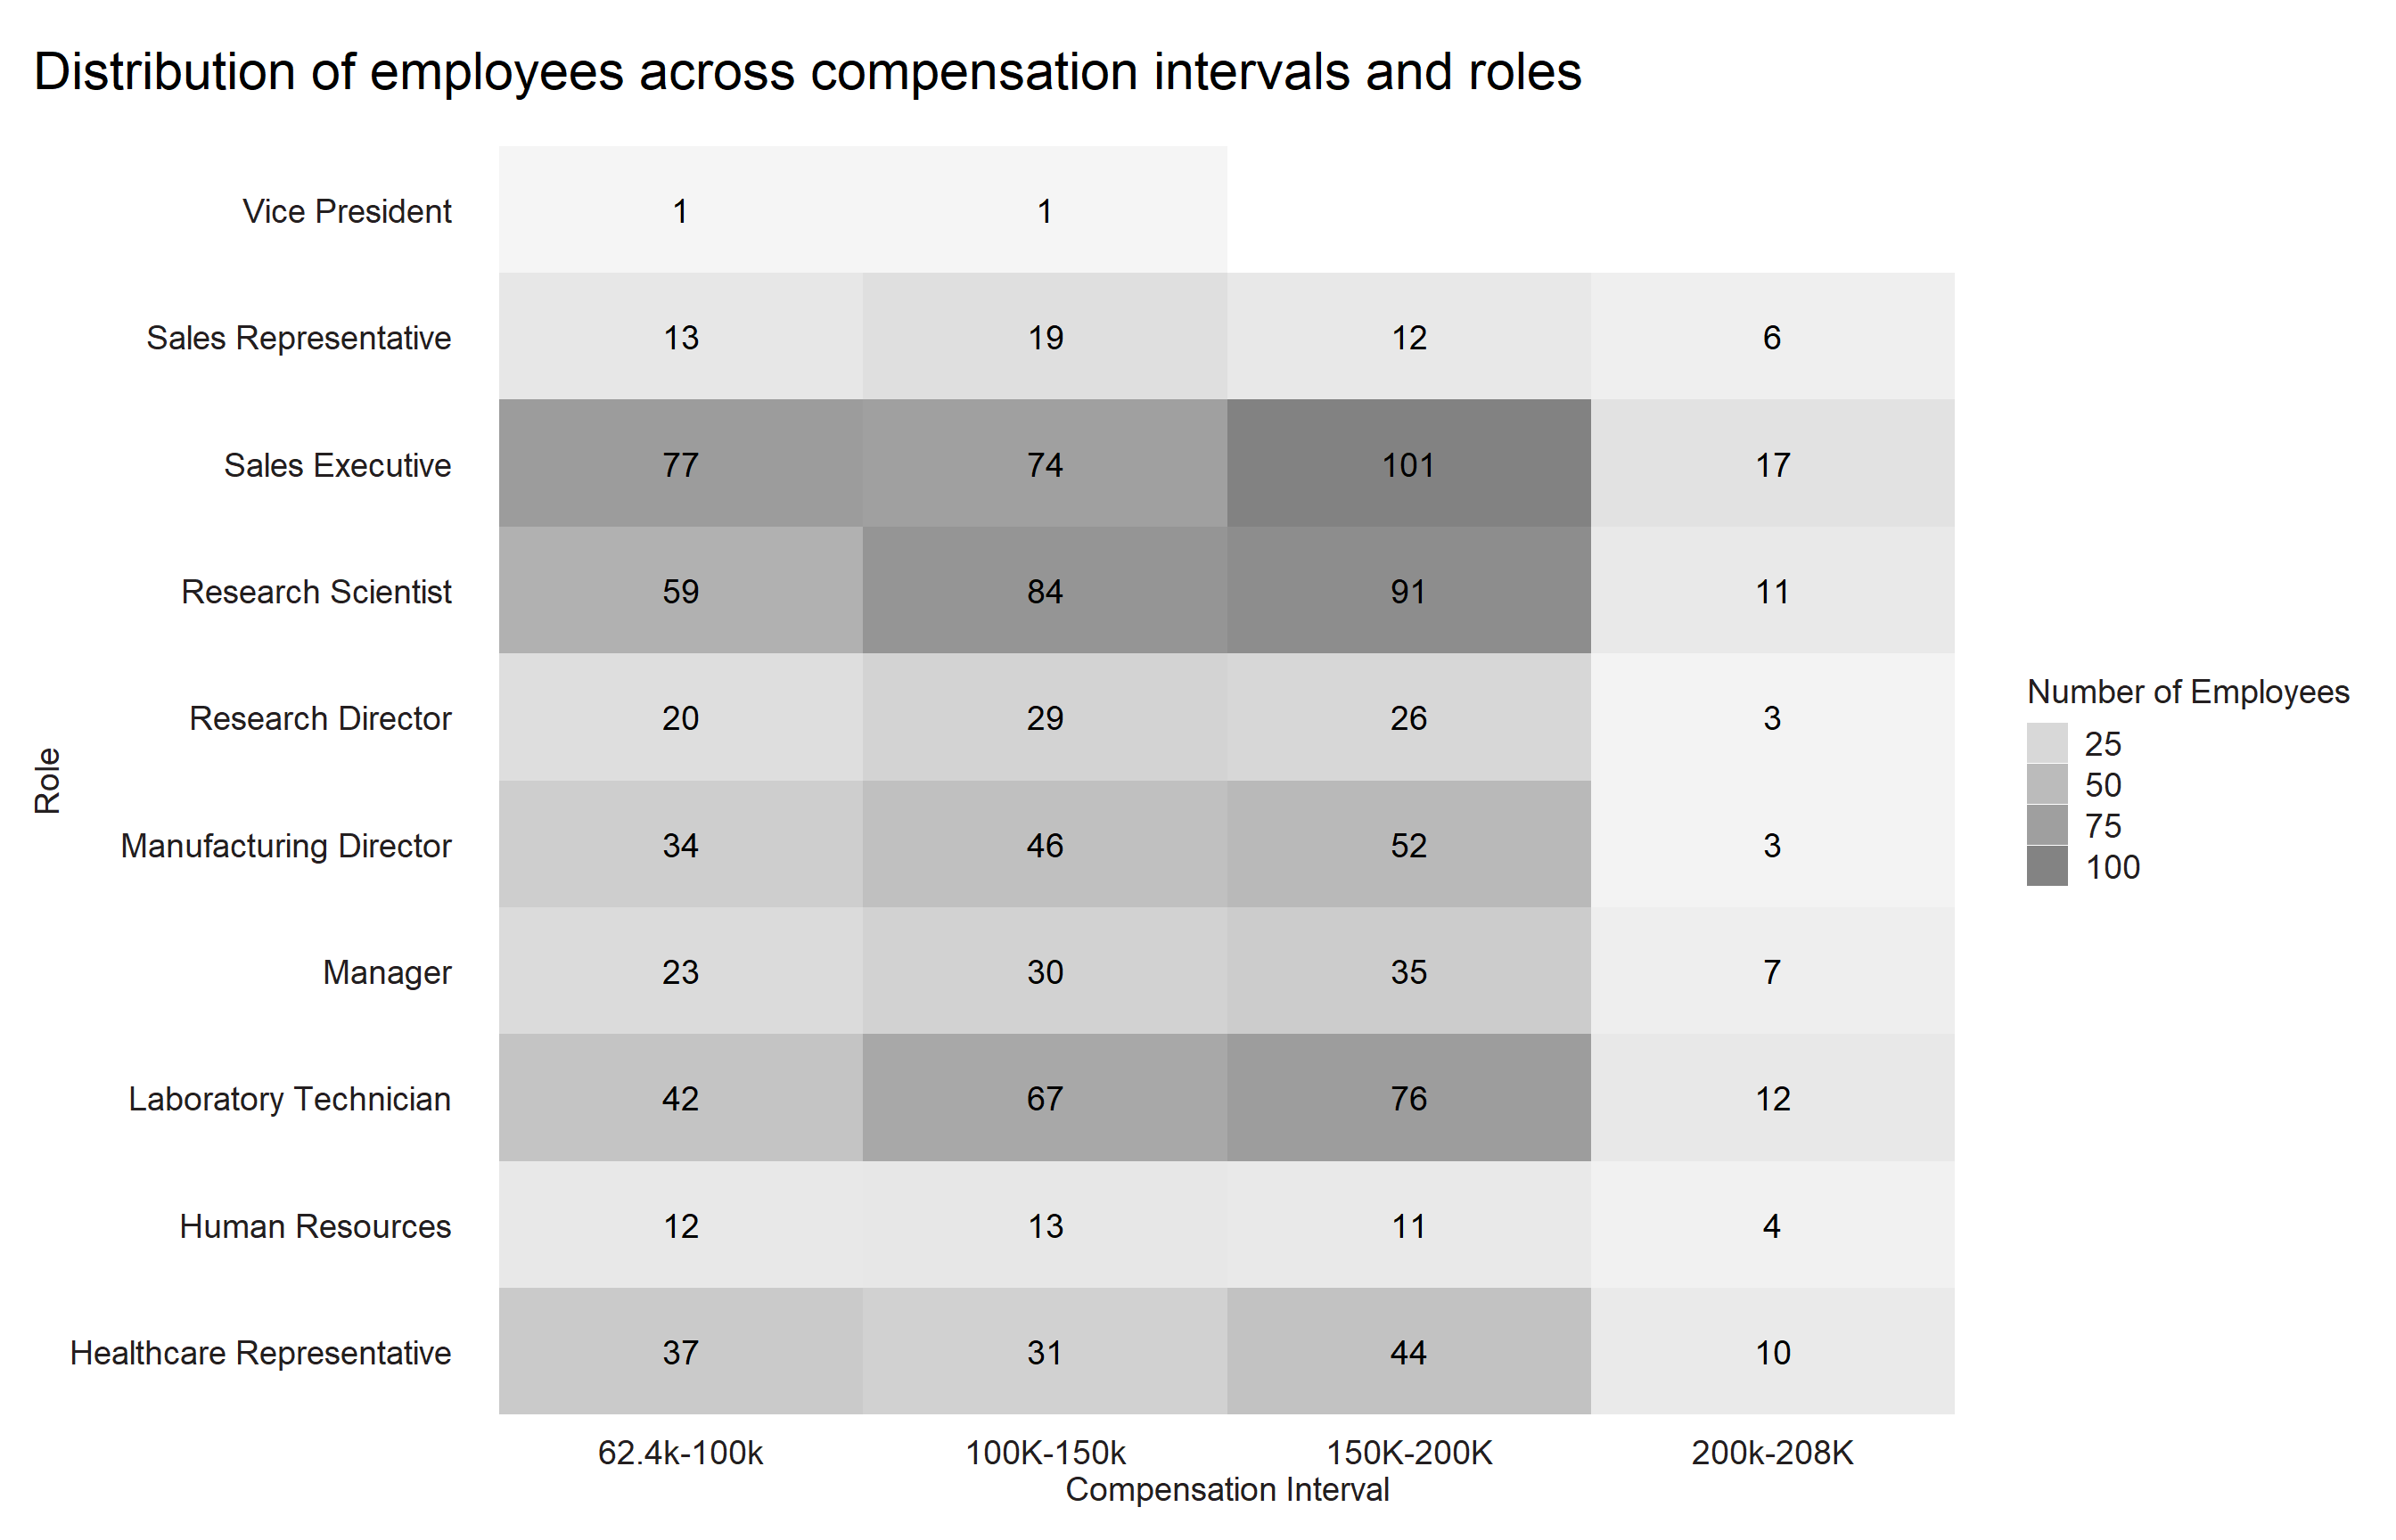 Distribution of employees across compensation intervals and roles
Vice President 1 1
Sales Representative 13 19 12 6
Sales Executive 77 74 101 17
Research Scientist 59 84 91 11
Research Director 20 29 26 3
Manufacturing Director 34 46 52 3
Manager 23 30 35 7
Laboratory Technician 42 67 76 12
Human Resources 12 13 11 4
Healthcare Representative 37 31 44 10
62.4k-100k 100K-150k 150K-200K 200k-208K
Compensation Interval
Role
Number of Employees
25
50
75
100